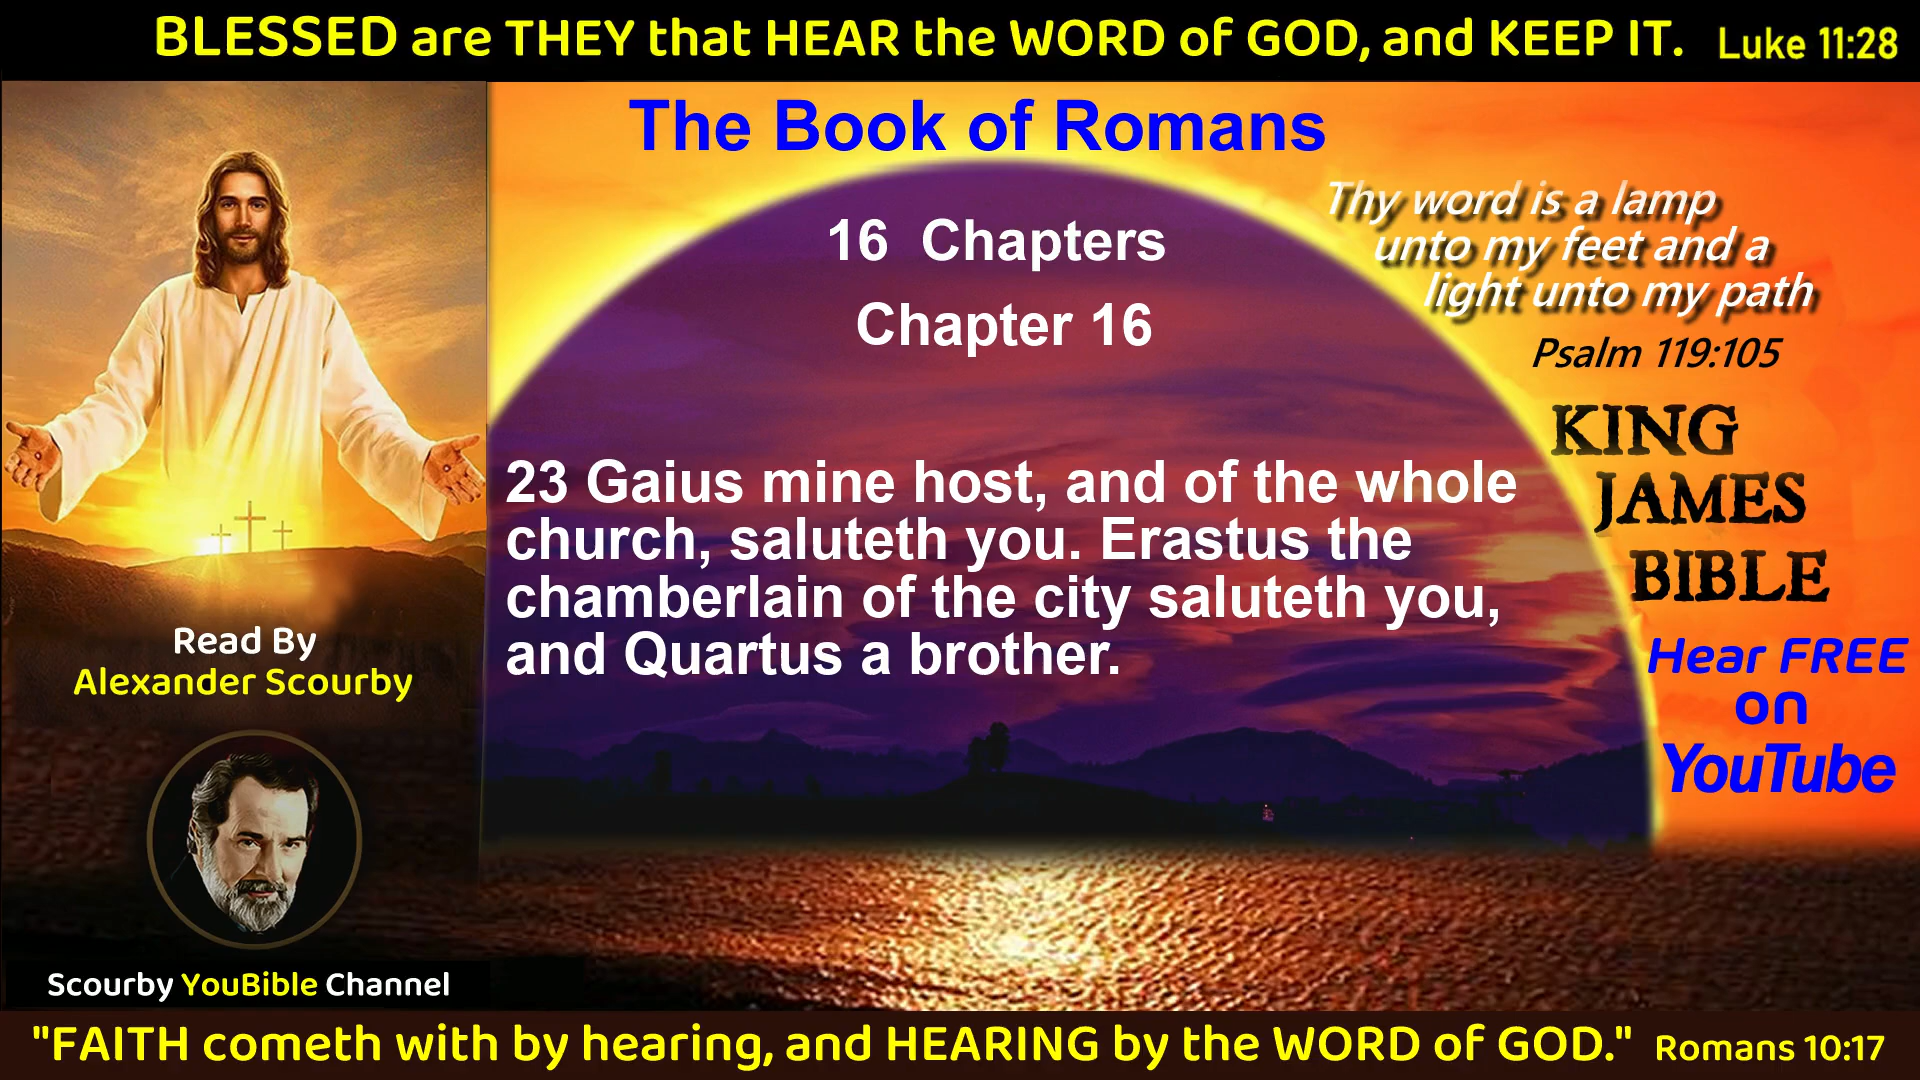 BLESSED are THEY that HEAR the WORD of GOD, and KEEP IT. Luke 11:28
The Book of Romans
16 Chapters
Chapter 16
Thy word is a lamp
unto my feet and a
light unto my path
Psalm 119:105
KING
JAMES
BIBLE
Hear FREE
on
YouTube
23 Gaius mine host, and of the whole
church, saluteth you. Erastus the
chamberlain of the city saluteth you,
and Quartus a brother.
Read By
Alexander Scourby
Scourby YouBible Channel
"FAITH cometh with by hearing, and HEARING by the WORD of GOD." Romans 10:17